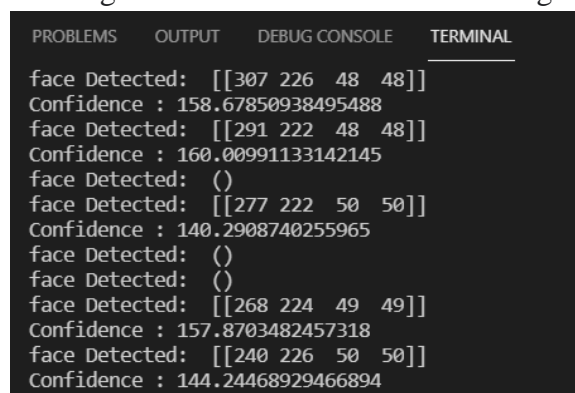 PROBLEMS OUTPUT DEBUG CONSOLE TERMINAL
face Detected:  [[307 226  48  48]]
Confidence : 158.67850938495488
face Detected:  [[291 222  48  48]]
Confidence : 160.00991133142145
face Detected:  ()
face Detected:  [[277 222  50  50]]
Confidence : 140.2908740255965
face Detected:  ()
face Detected:  ()
face Detected:  [[268 224  49  49]]
Confidence : 157.8703482457318
face Detected:  [[240 226  50  50]]
Confidence : 144.24468929466894